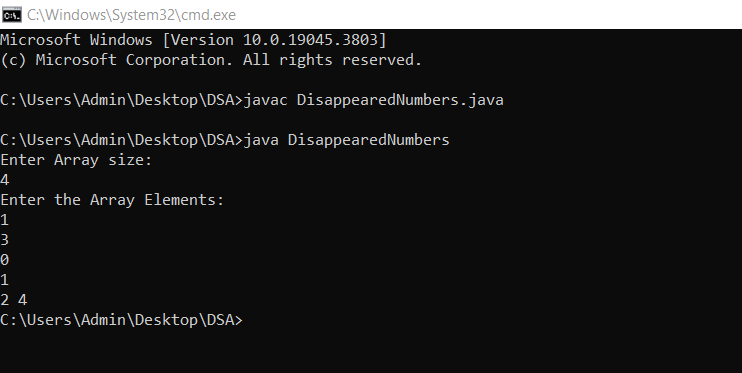 C:\Windows\System32\cmd.exe
Microsoft Windows [Version 10.0.19045.3803]
(c) Microsoft Corporation. All rights reserved.
C:\Users\Admin\Desktop\DSA>javac DisappearedNumbers.java
C:\Users\Admin\Desktop\DSA>java DisappearedNumbers
Enter Array size:
4
Enter the Array Elements:
1
3
0
1
2 4
C:\Users\Admin\Desktop\DSA>